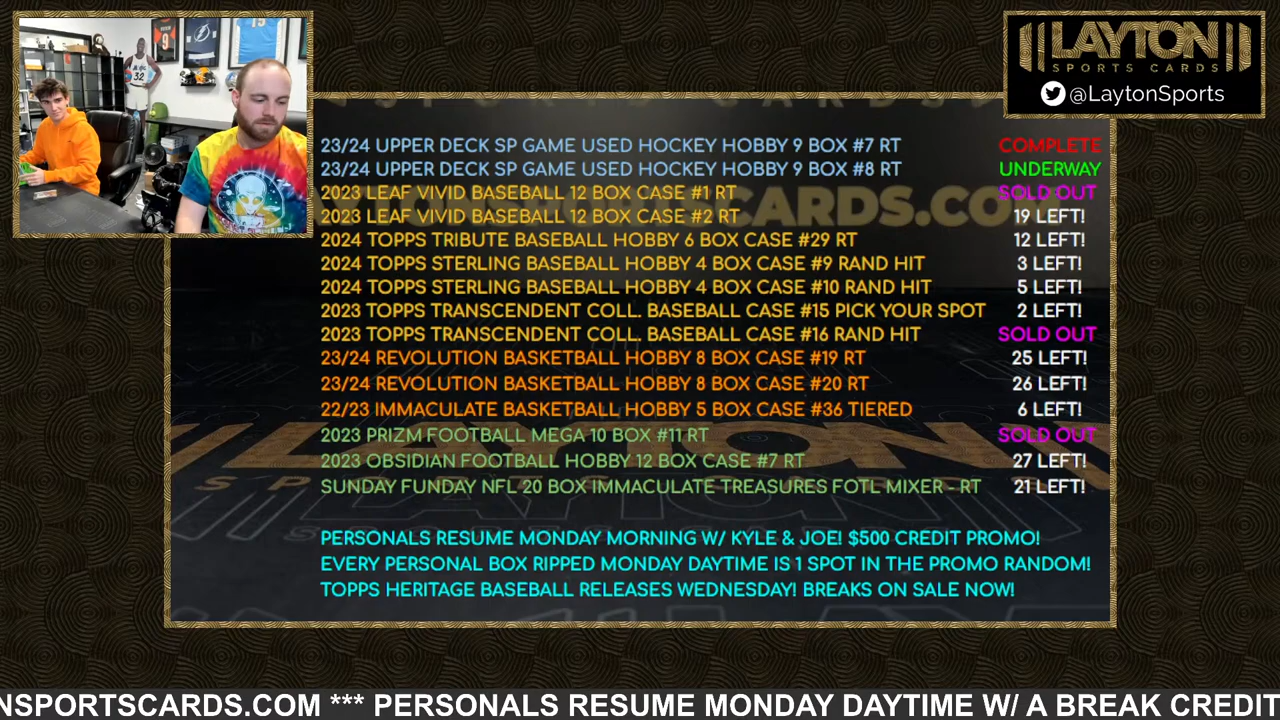 LAYTON
SPORTS CARDS
@LaytonSports
23/24 UPPER DECK SP GAME USED HOCKEY HOBBY 9 BOX #7 RT COMPLETE
23/24 UPPER DECK SP GAME USED HOCKEY HOBBY 9 BOX #8 RT UNDERWAY
2023 LEAF VIVID BASEBALL 12 BOX CASE #1 RT SOLD OUT
2023 LEAF VIVID BASEBALL 12 BOX CASE #2 RT 19 LEFT!
2024 TOPPS TRIBUTE BASEBALL HOBBY 6 BOX CASE #29 RT 12 LEFT!
2024 TOPPS STERLING BASEBALL HOBBY 4 BOX CASE #9 RAND HIT 3 LEFT!
2024 TOPPS STERLING BASEBALL HOBBY 4 BOX CASE #10 RAND HIT 5 LEFT!
2023 TOPPS TRANSCENDENT COLL. BASEBALL CASE #15 PICK YOUR SPOT 2 LEFT!
2023 TOPPS TRANSCENDENT COLL. BASEBALL CASE #16 RAND HIT SOLD OUT
23/24 REVOLUTION BASKETBALL HOBBY 8 BOX CASE #19 RT 25 LEFT!
23/24 REVOLUTION BASKETBALL HOBBY 8 BOX CASE #20 RT 26 LEFT!
22/23 IMMACULATE BASKETBALL HOBBY 5 BOX CASE #36 TIERED 6 LEFT!
2023 PRIZM FOOTBALL MEGA 10 BOX #11 RT SOLD OUT
2023 OBSIDIAN FOOTBALL HOBBY 12 BOX CASE #7 RT 27 LEFT!
SUNDAY FUNDAY NFL 20 BOX IMMACULATE TREASURES FOTL MIXER - RT 21 LEFT!
PERSONALS RESUME MONDAY MORNING W/ KYLE & JOE! $500 CREDIT PROMO!
EVERY PERSONAL BOX RIPPED MONDAY DAYTIME IS 1 SPOT IN THE PROMO RANDOM!
TOPPS HERITAGE BASEBALL RELEASES WEDNESDAY! BREAKS ON SALE NOW!
NSPORTSCARDS.COM *** PERSONALS RESUME MONDAY DAYTIME W/ A BREAK CREDIT